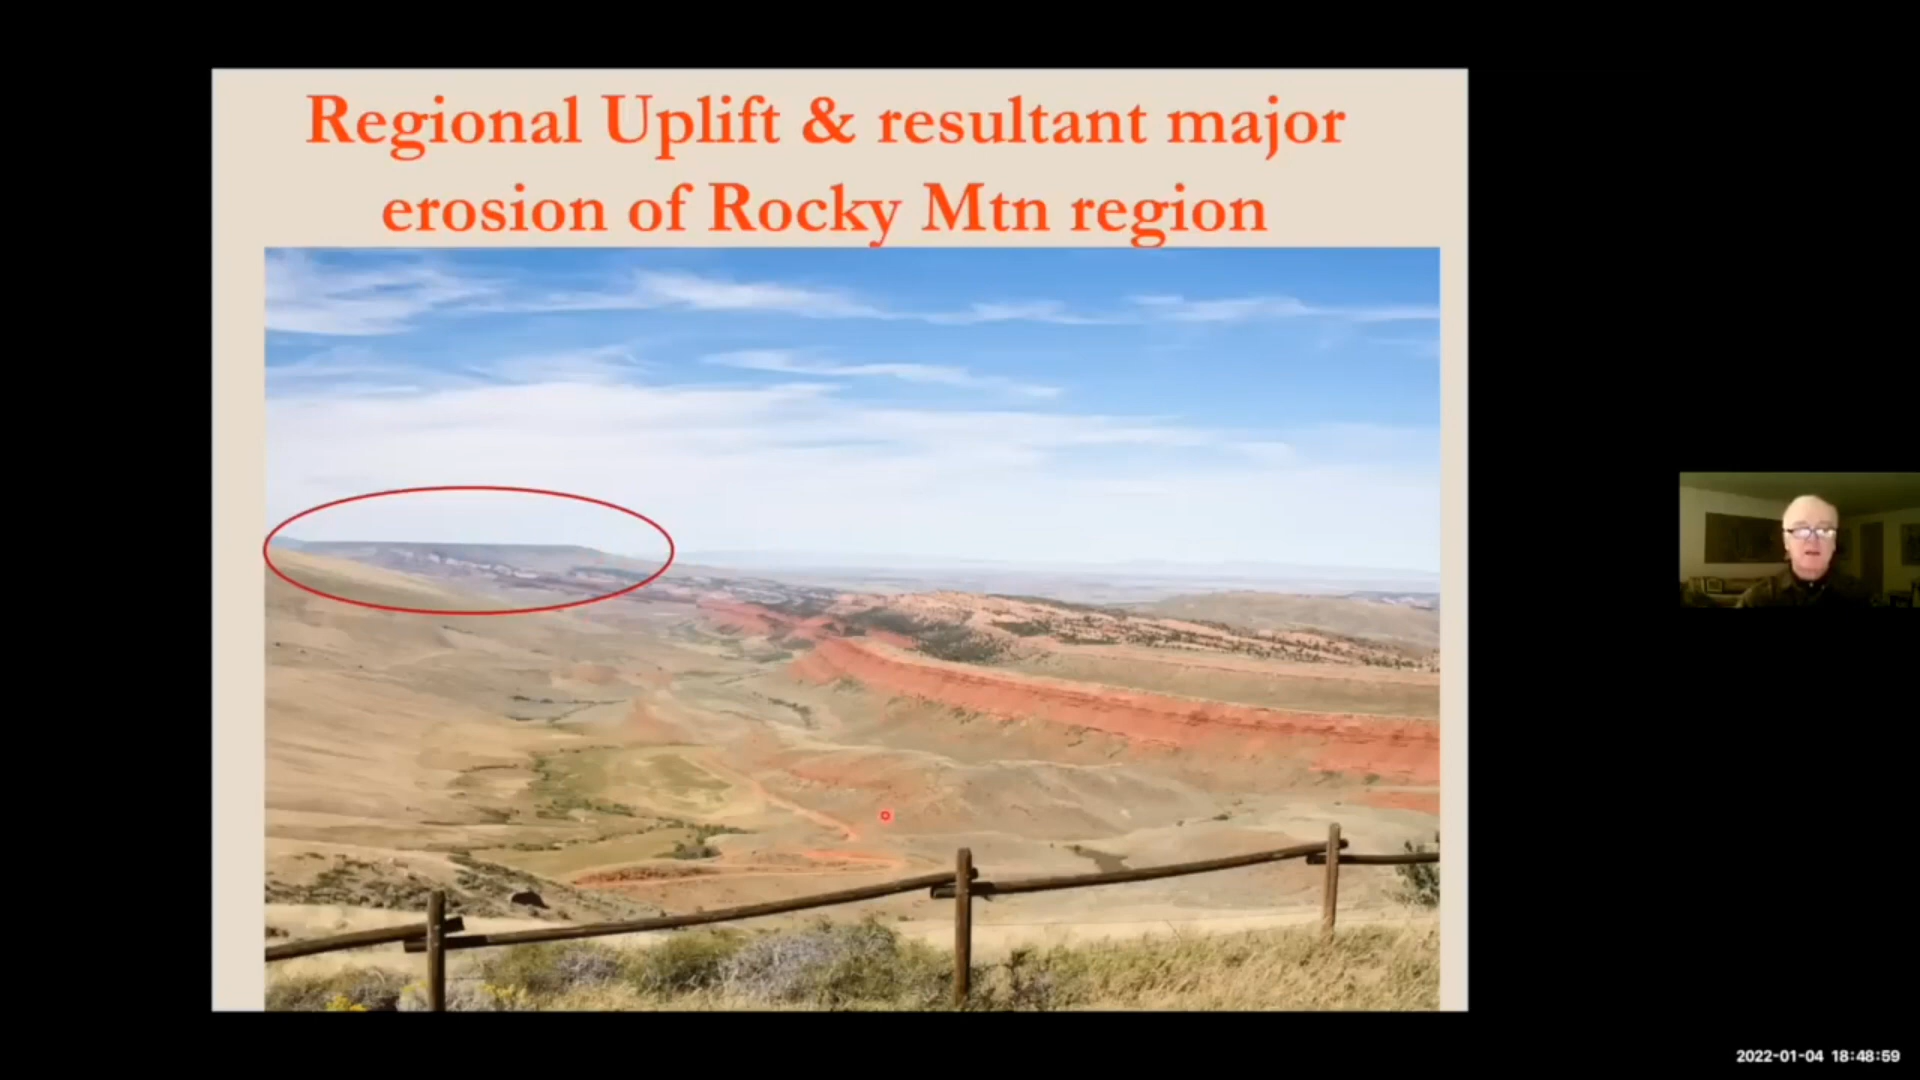 Regional Uplift & resultant major
erosion of Rocky Mtn region
2022-01-04 18:48:59